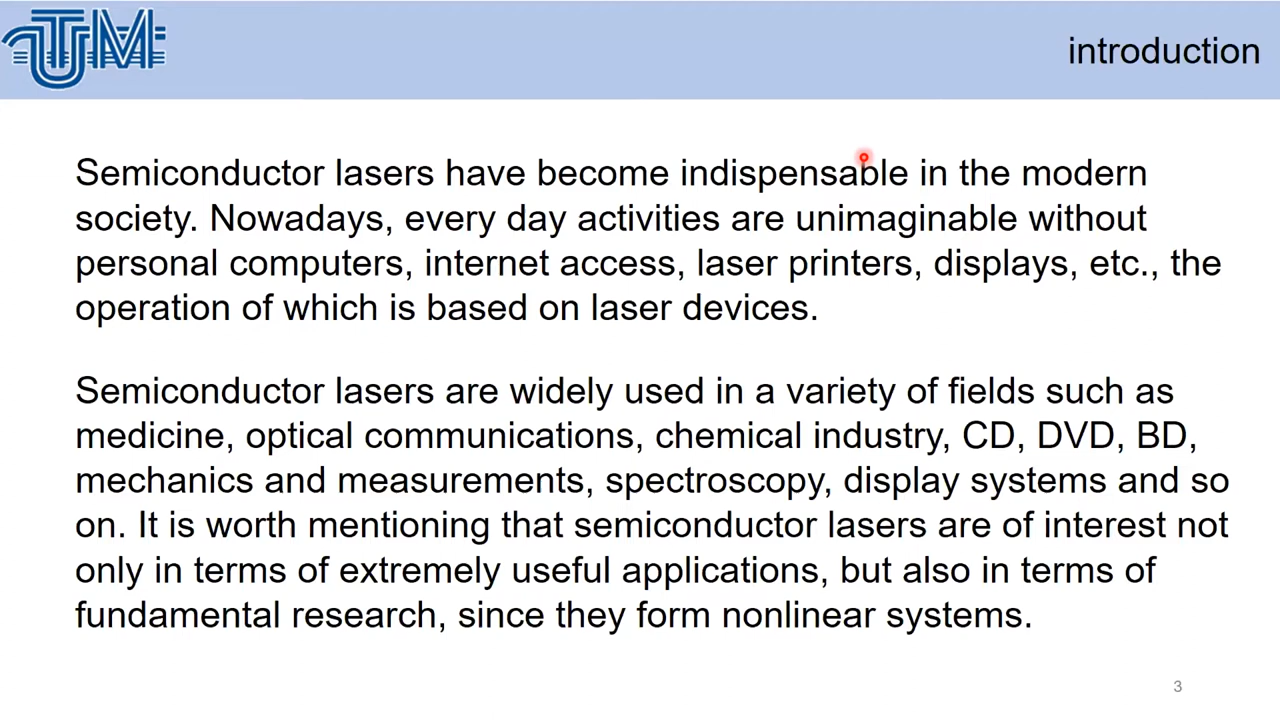 UTM
introduction
Semiconductor lasers have become indispensable in the modern
society. Nowadays, every day activities are unimaginable without
personal computers, internet access, laser printers, displays, etc., the
operation of which is based on laser devices.
Semiconductor lasers are widely used in a variety of fields such as
medicine, optical communications, chemical industry, CD, DVD, BD,
mechanics and measurements, spectroscopy, display systems and so
on. It is worth mentioning that semiconductor lasers are of interest not
only in terms of extremely useful applications, but also in terms of
fundamental research, since they form nonlinear systems.
3